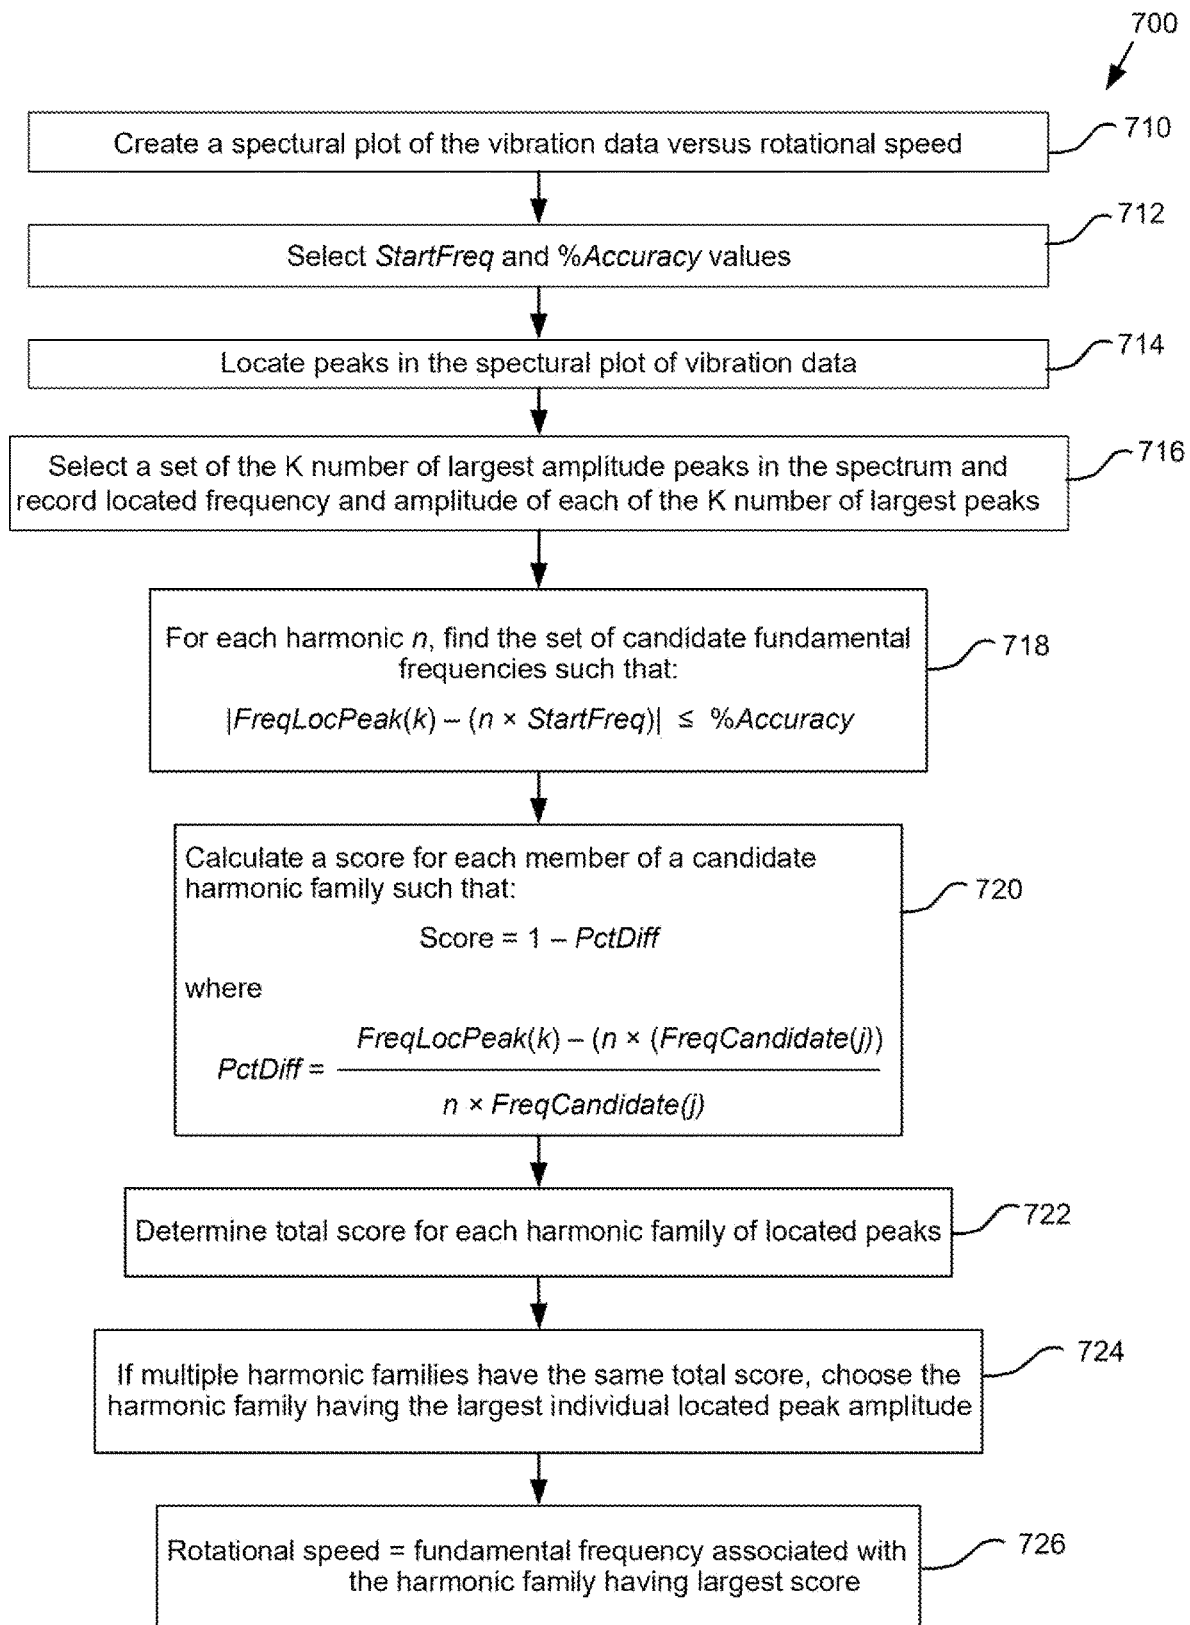 700
Create a spectural plot of the vibration data versus rotational speed
710
Select StartFreq and %Accuracy values
712
Locate peaks in the spectural plot of vibration data
714
Select a set of the K number of largest amplitude peaks in the spectrum and
record located frequency and amplitude of each of the K number of largest peaks
716
For each harmonic n, find the set of candidate fundamental
frequencies such that:
|FreqLocPeak(k) – (n × StartFreq)| ≤ %Accuracy
718
Calculate a score for each member of a candidate
harmonic family such that:
Score = 1 – PctDiff
where
PctDiff =
FreqLocPeak(k) – (n × (FreqCandidate(j))
n × FreqCandidate(j)
720
Determine total score for each harmonic family of located peaks
722
If multiple harmonic families have the same total score, choose the
harmonic family having the largest individual located peak amplitude
724
Rotational speed = fundamental frequency associated with
the harmonic family having largest score
726